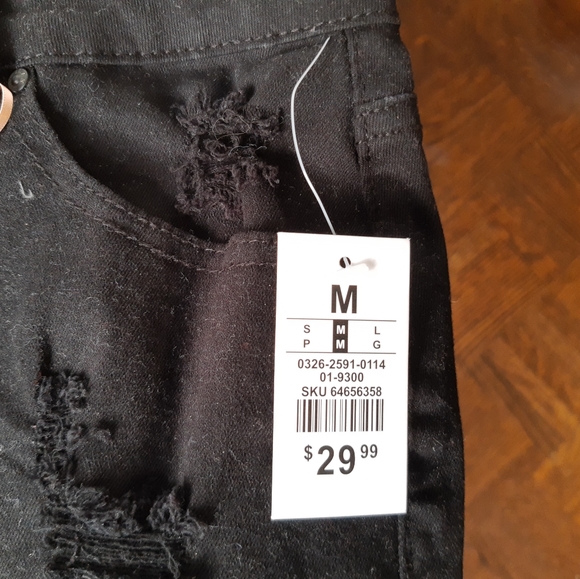 M
S M L
P M G
0326-2591-0114
01-9300
SKU 64656358
$29 99